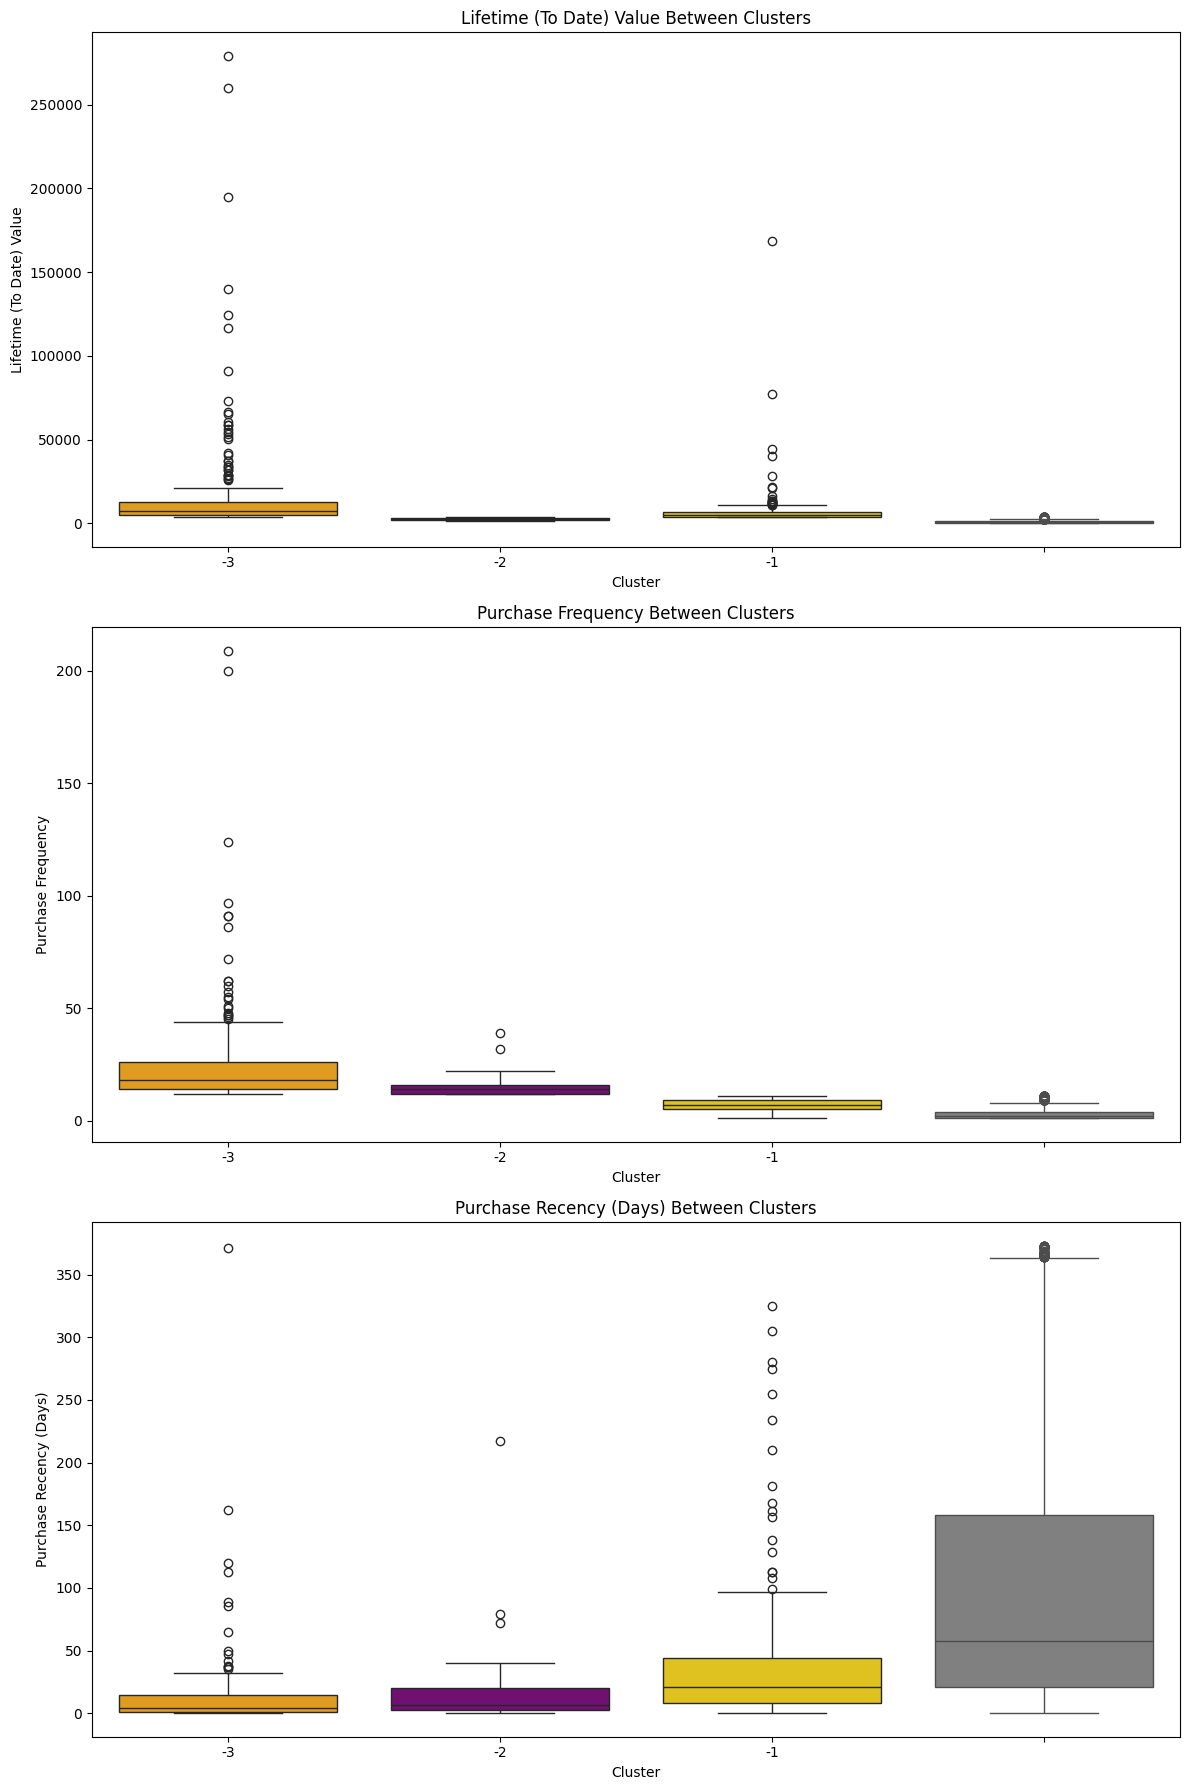 Lifetime (To Date) Value Between Clusters
250000
200000
150000
100000
50000
0
Lifetime (To Date) Value
-3 -2 -1
Cluster
Purchase Frequency Between Clusters
200
150
100
50
0
Purchase Frequency
-3 -2 -1
Cluster
Purchase Recency (Days) Between Clusters
350
300
250
200
150
100
50
0
Purchase Recency (Days)
-3 -2 -1
Cluster